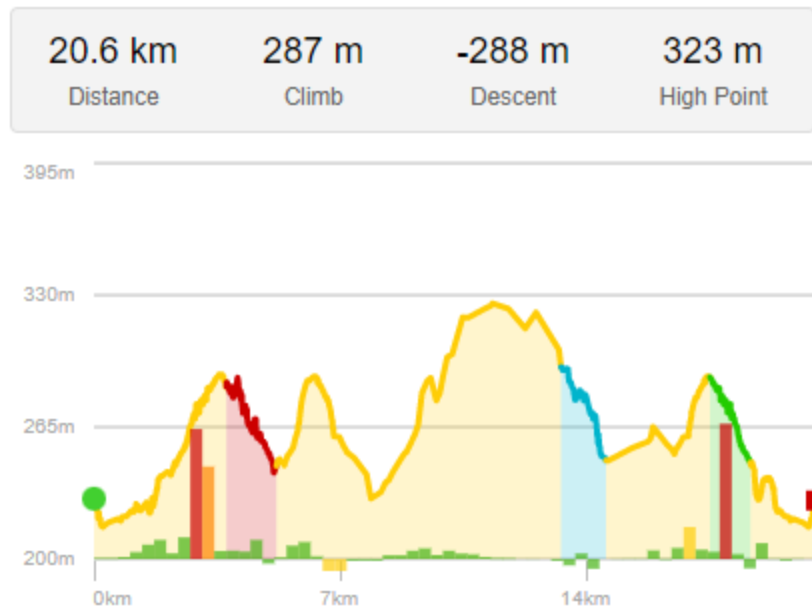 20.6 km 287 m -288 m 323 m
Distance Climb Descent High Point
395m
330m
265m
200m
0km 7km 14km